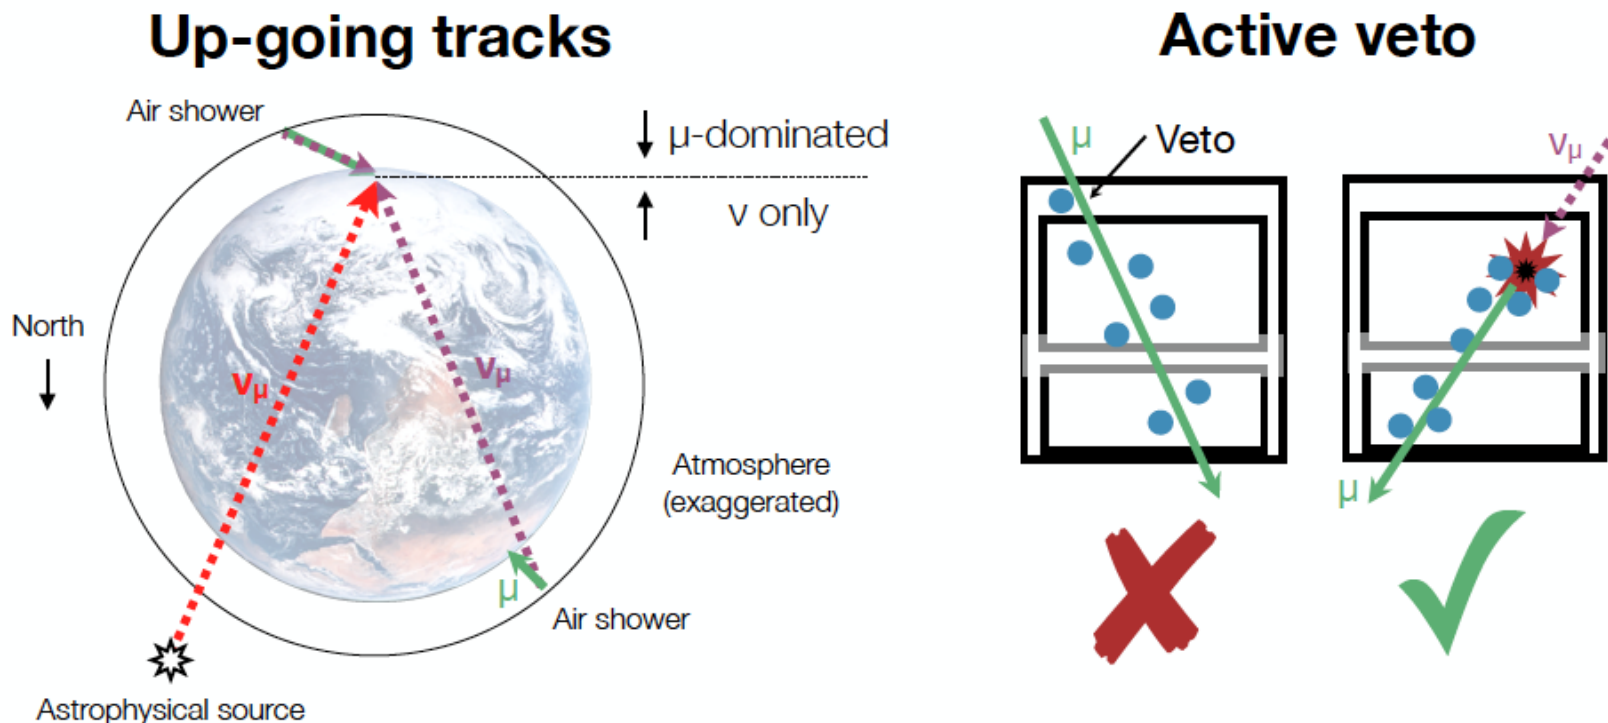 Up-going tracks
Air shower
μ-dominated
ν only
North
νμ
νμ
Atmosphere
(exaggerated)
μ
Air shower
Astrophysical source
Active veto
μ
Veto
νμ
μ